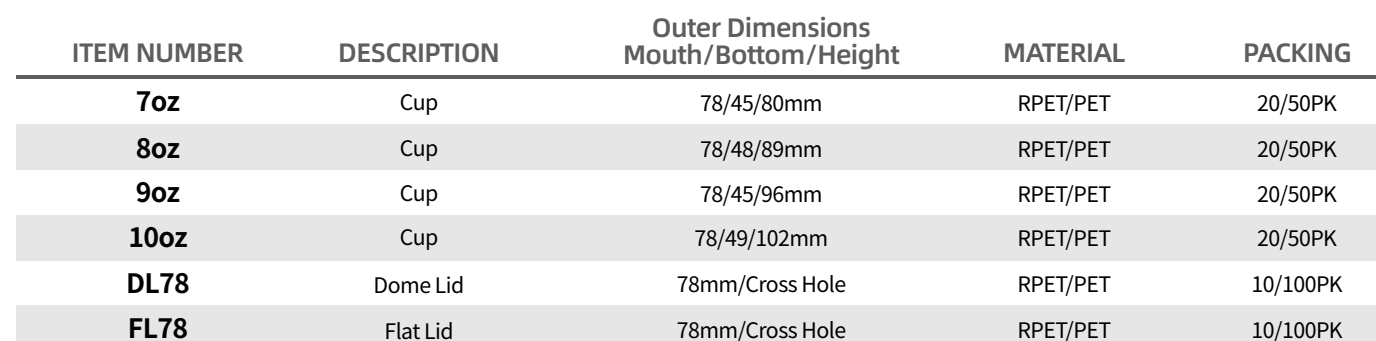 ITEM NUMBER DESCRIPTION Outer Dimensions Mouth/Bottom/Height MATERIAL PACKING
7oz Cup 78/45/80mm RPET/PET 20/50PK
8oz Cup 78/48/89mm RPET/PET 20/50PK
9oz Cup 78/45/96mm RPET/PET 20/50PK
10oz Cup 78/49/102mm RPET/PET 20/50PK
DL78 Dome Lid 78mm/Cross Hole RPET/PET 10/100PK
FL78 Flat Lid 78mm/Cross Hole RPET/PET 10/100PK